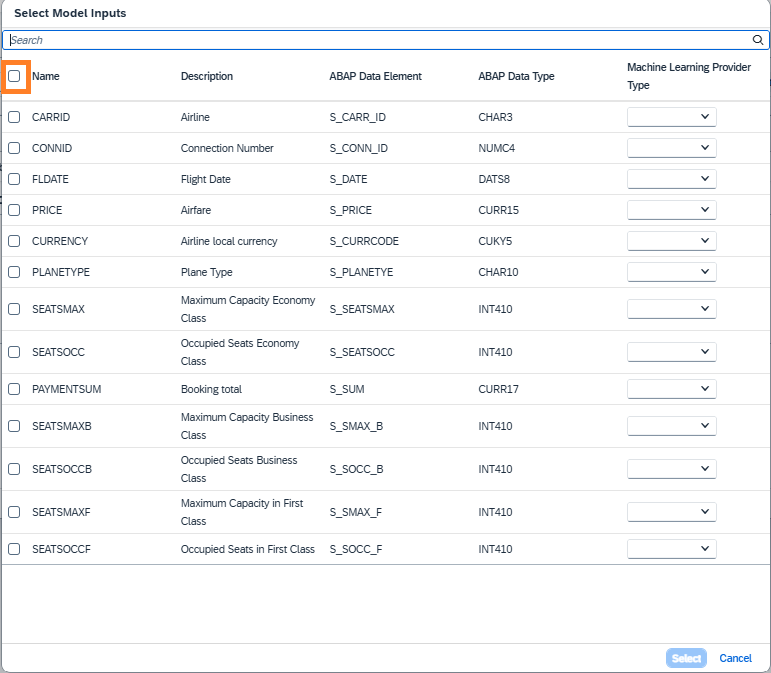 Select Model Inputs
Search
Name Description ABAP Data Element ABAP Data Type Machine Learning Provider
Type
CARRID Airline S_CARR_ID CHAR3
CONNID Connection Number S_CONN_ID NUMC4
FLDATE Flight Date S_DATE DATS8
PRICE Airfare S_PRICE CURR15
CURRENCY Airline local currency S_CURRCODE CUKY5
PLANETYPE Plane Type S_PLANETYE CHAR10
SEATSMAX Maximum Capacity Economy
Class S_SEATSMAX INT410
SEATSOCC Occupied Seats Economy
Class S_SEATSOCC INT410
PAYMENTSUM Booking total S_SUM CURR17
SEATSMAXB Maximum Capacity Business
Class S_SMAX_B INT410
SEATSOCCB Occupied Seats Business
Class S_SOCC_B INT410
SEATSMAXF Maximum Capacity in First
Class S_SMAX_F INT410
SEATSOCCF Occupied Seats in First Class S_SOCC_F INT410
Select Cancel